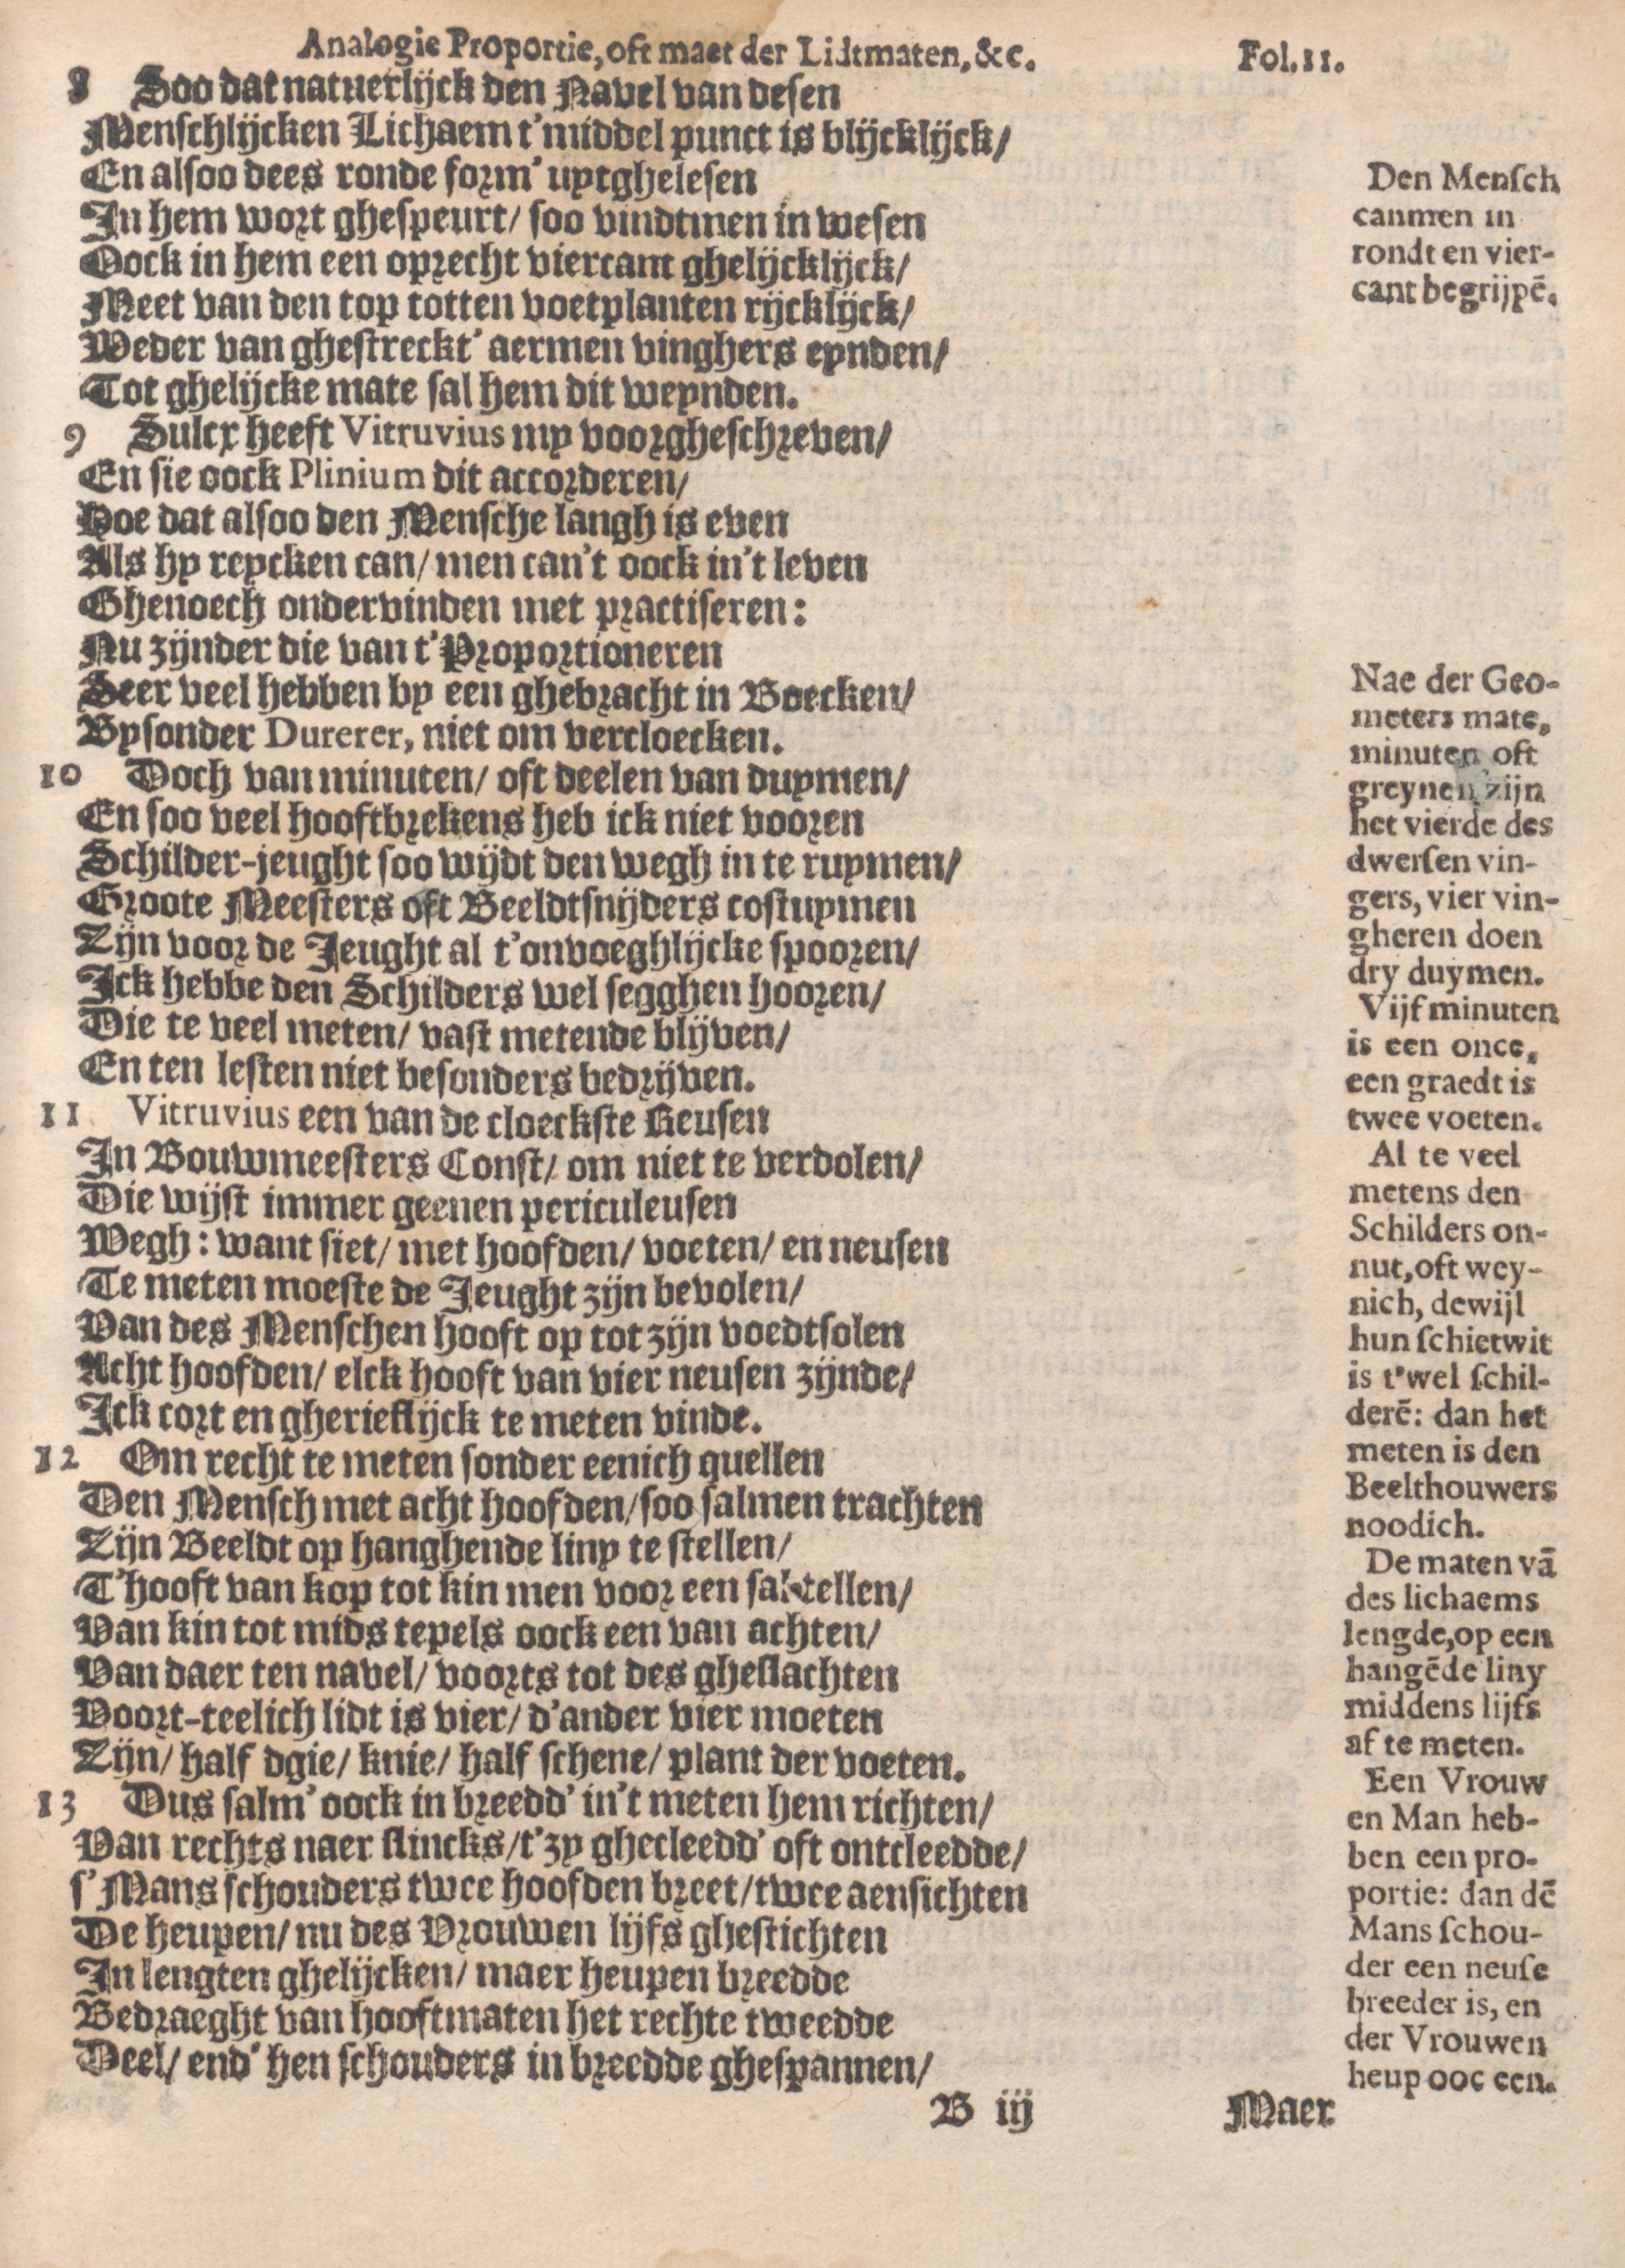 Analogie Proportie, oft maet der Lidtmaten, &c. Fol. 11.
8 Soo dat natuerlijck den Navel van desen
Menschlijcken Lichaem t'middel punct is blijcklijck/
En alsoo dees ronde form' uytghelesen
In hem wort ghespeurt/ soo vindtmen in wesen
Oock in hem een oprecht viercant ghelijcklijck/
Meet van den top totten voetplanten rijcklijck/
Weder van ghestreckt' aermen vinghers eynden/
Tot ghelijcke mate sal hem dit weynden.
9 Sulcx heeft Vitruvius my voorgheschreven/
En sie oock Plinium dit accorderen/
Hoe dat alsoo den Mensche langh is even
Als hy reycken can/ men can't oock in't leven
Ghenoech ondervinden met practiseren:
Nu zijnder die van t'Proportioneren
Seer veel hebben by een ghebracht in Boecken/
Bysonder Durerer, niet om vercloecken.
10 Doch van minuten/ oft deelen van duymen/
En soo veel hooftbrekens heb ick niet vooren
Schilder-jeught soo wijdt den wegh in te ruymen/
Groote Meesters oft Beeldtsnijders costuymen
Zijn voor de Jeught al t'onvoeghlijcke spooren/
Ick hebbe den Schilders wel segghen hooren/
Die te veel meten/ vast metende blijven/
En ten lesten niet besonders bedrijven.
11 Vitruvius een van de cloeckste Reusen
In Bouwmeesters Const/ om niet te verdolen/
Die wijst immer geenen periculeusen
Wegh: want siet/ met hoofden/ voeten/ en neusen
Te meten moeste de Jeught zijn bevolen/
Van des Menschen hooft op tot zijn voedtsolen
Acht hoofden/ elck hooft van vier neusen zijnde/
Ick cort en gherieflijck te meten vinde.
12 Om recht te meten sonder eenich quellen
Den Mensch met acht hoofden/ soo salmen trachten
Zijn Beeldt op hanghende liny te stellen/
T'hooft van kop tot kin men voor een sal tellen/
Van kin tot mids tepels oock een van achten/
Van daer ten navel/ voorts tot des gheslachten
Voort-teelich lidt is vier/ d'ander vier moeten
Zijn/ half dgie/ knie/ half schene/ plant der voeten.
13 Dus salm' oock in breedd' in't meten hem richten/
Van rechts naer slincks/ t'zy ghecleedd' oft ontcleedde/
s'Mans schouders twee hoofden breet/ twee aensichten
De heupen/ nu des Vrouwen lijfs ghestichten
In lengten ghelijcken/ maer heupen breedde
Bedraeght van hooftmaten het rechte tweedde
Deel/ end' hen schouders in breedde ghespannen/
B iij Maer
Den Mensch
canmen in
rondt en vier-
cant begrijpē.
Nae der Geo-
meters mate,
minuten oft
greynen zijn
het vierde des
dwersen vin-
gers, vier vin-
gheren doen
dry duymen.
Vijf minuten
is een once,
een graedt is
twee voeten.
Al te veel
metens den
Schilders on-
nut, oft wey-
nich, dewijl
hun schietwit
is t'wel schil-
derē: dan het
meten is den
Beelthouwers
noodich.
De maten vā
des lichaems
lengde, op een
hangēde liny
middens lijfs
af te meten.
Een Vrouw
en Man heb-
ben een pro-
portie: dan dē
Mans schou-
der een neuse
breeder is, en
der Vrouwen
heup ooc een.